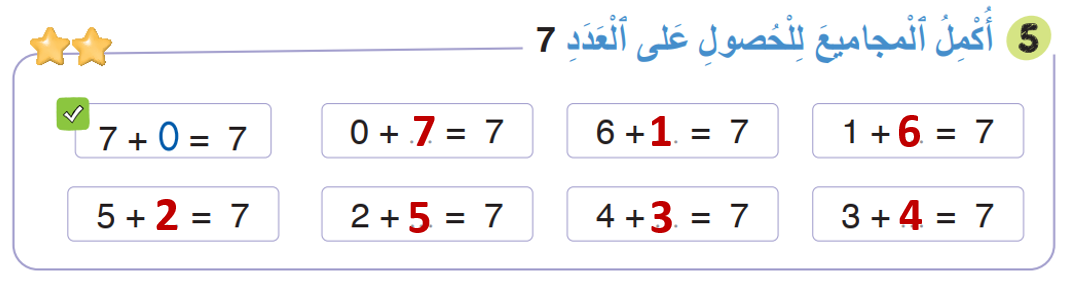 5 أُكْمِلُ ٱلْمجاميعَ لِلْحُصولِ عَلى ٱلْعَدَدِ 7
7 + 0 = 7
0 + 7 = 7
6 + 1 = 7
1 + 6 = 7
5 + 2 = 7
2 + 5 = 7
4 + 3 = 7
3 + 4 = 7